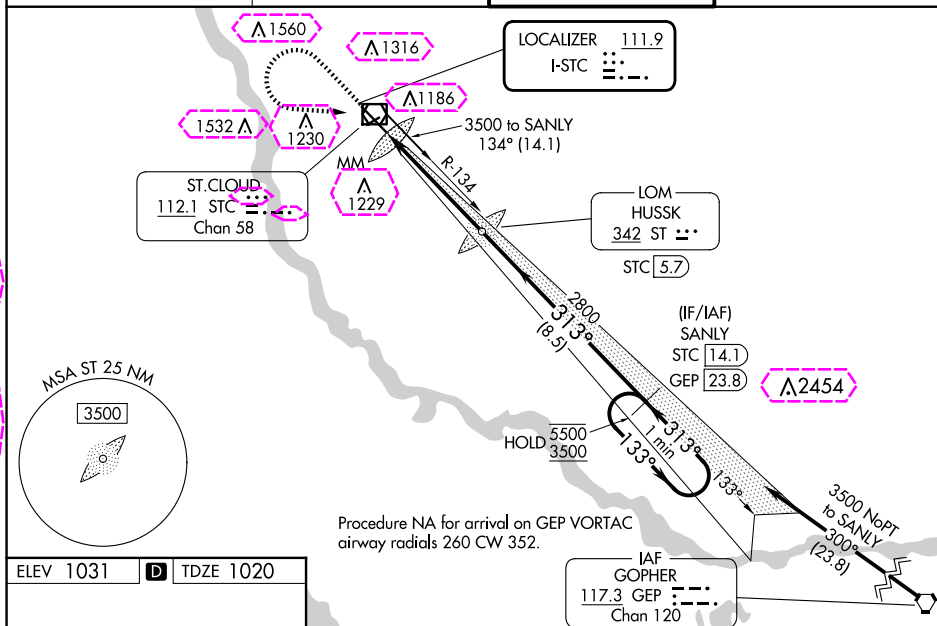 1560
1316
LOCALIZER 111.9
I-STC
1186
1532
1230
3500 to SANLY
134° (14.1)
R-134
MM
1229
ST.CLOUD
112.1 STC
Chan 58
LOM
HUSSK
342 ST
STC 5.7
2800
313°
(8.5)
(IF/IAF)
SANLY
STC 14.1
GEP 23.8
2454
MSA ST 25 NM
3500
HOLD 5500
3500
1 min
313°
133°
133°
3500 NoPT
to SANLY
300°
(23.8)
Procedure NA for arrival on GEP VORTAC
airway radials 260 CW 352.
IAF
GOPHER
117.3 GEP
Chan 120
ELEV 1031 D TDZE 1020